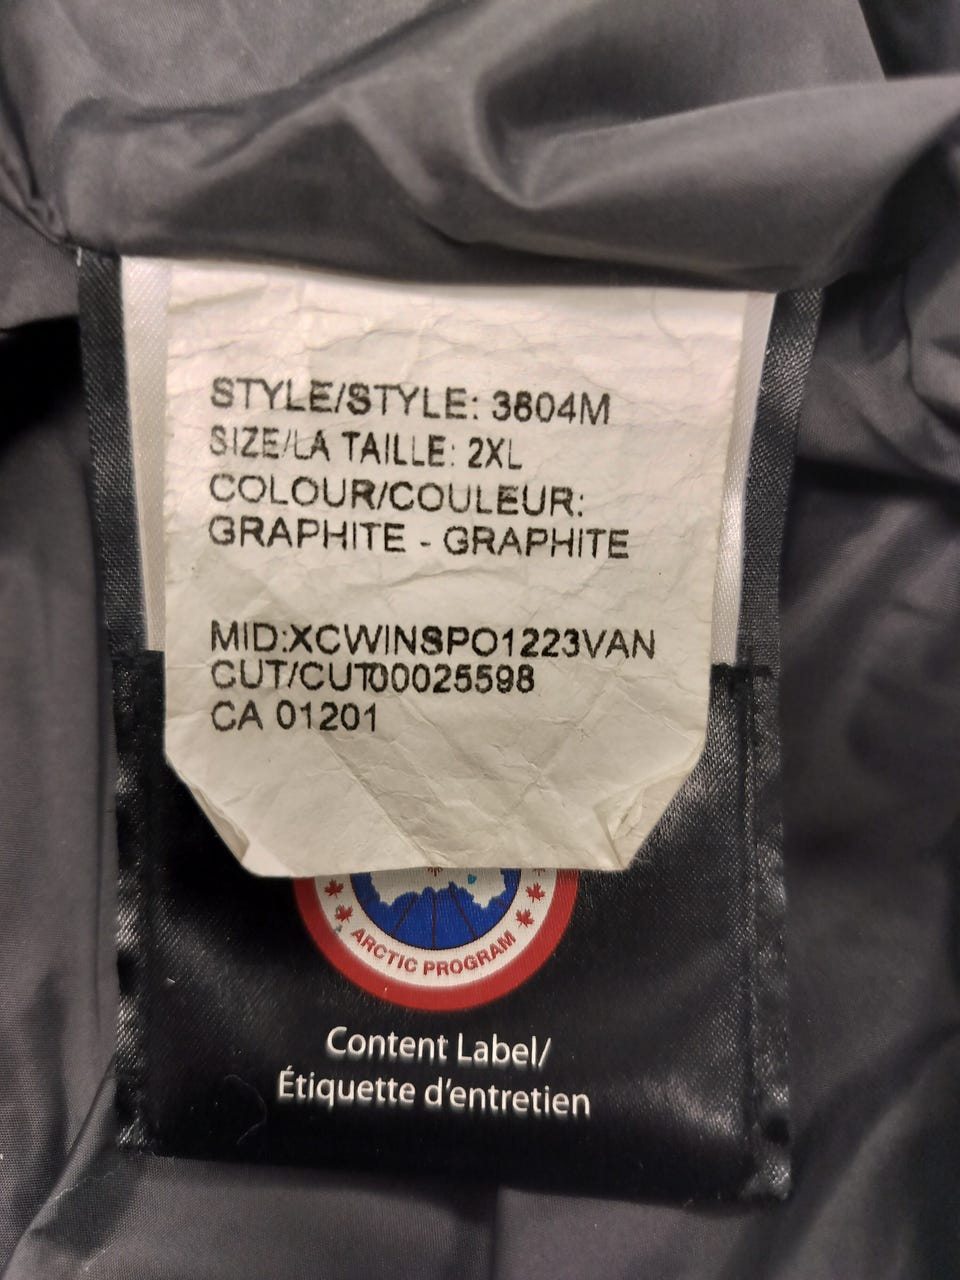 STYLE/STYLE: 3804M
SIZE/LA TAILLE: 2XL
COLOUR/COULEUR:
GRAPHITE - GRAPHITE
MID:XCWINSPO1223VAN
CUT/CUT00025598
CA 01201
ARCTIC PROGRAM
Content Label/
Étiquette d'entretien